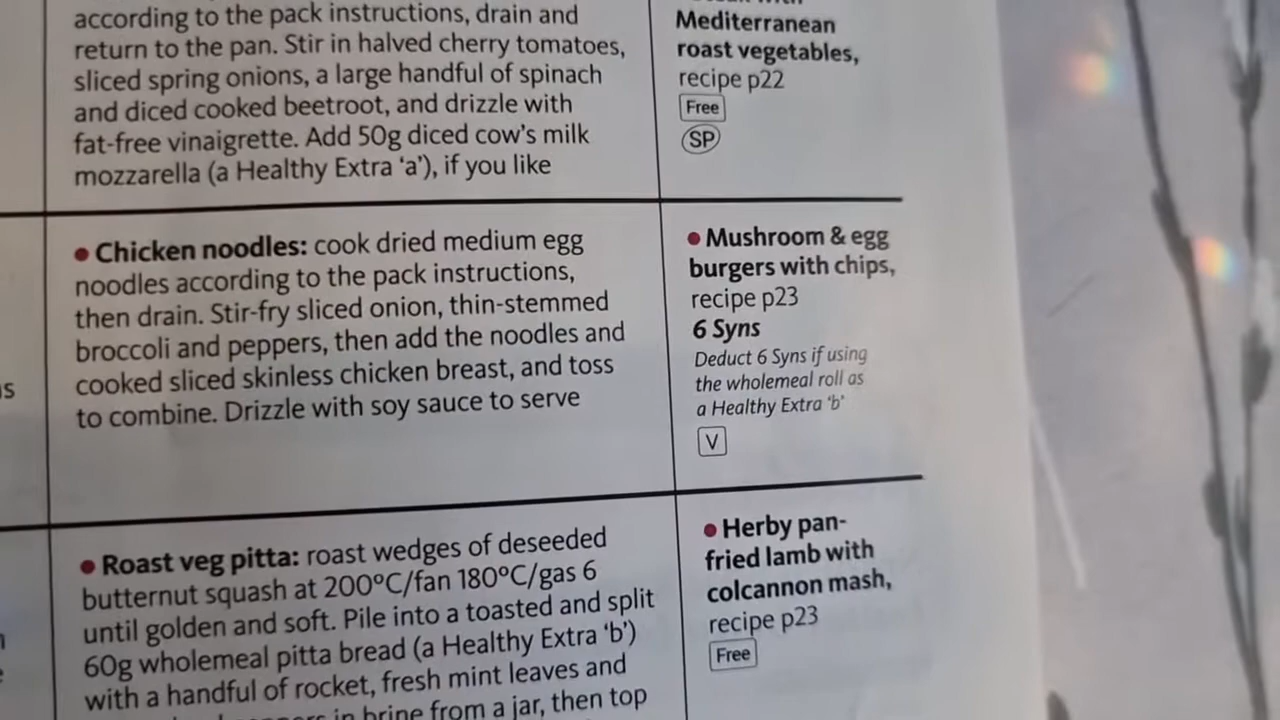 according to the pack instructions, drain and
return to the pan. Stir in halved cherry tomatoes,
sliced spring onions, a large handful of spinach
and diced cooked beetroot, and drizzle with
fat-free vinaigrette. Add 50g diced cow's milk
mozzarella (a Healthy Extra 'a'), if you like
Mediterranean
roast vegetables,
recipe p22
Free
SP
• Chicken noodles: cook dried medium egg
noodles according to the pack instructions,
then drain. Stir-fry sliced onion, thin-stemmed
broccoli and peppers, then add the noodles and
cooked sliced skinless chicken breast, and toss
to combine. Drizzle with soy sauce to serve
• Mushroom & egg
burgers with chips,
recipe p23
6 Syns
Deduct 6 Syns if using
the wholemeal roll as
a Healthy Extra 'b'
V
• Roast veg pitta: roast wedges of deseeded
butternut squash at 200°C/fan 180°C/gas 6
until golden and soft. Pile into a toasted and split
60g wholemeal pitta bread (a Healthy Extra 'b')
with a handful of rocket, fresh mint leaves and
in brine from a jar, then top
• Herby pan-
fried lamb with
colcannon mash,
recipe p23
Free